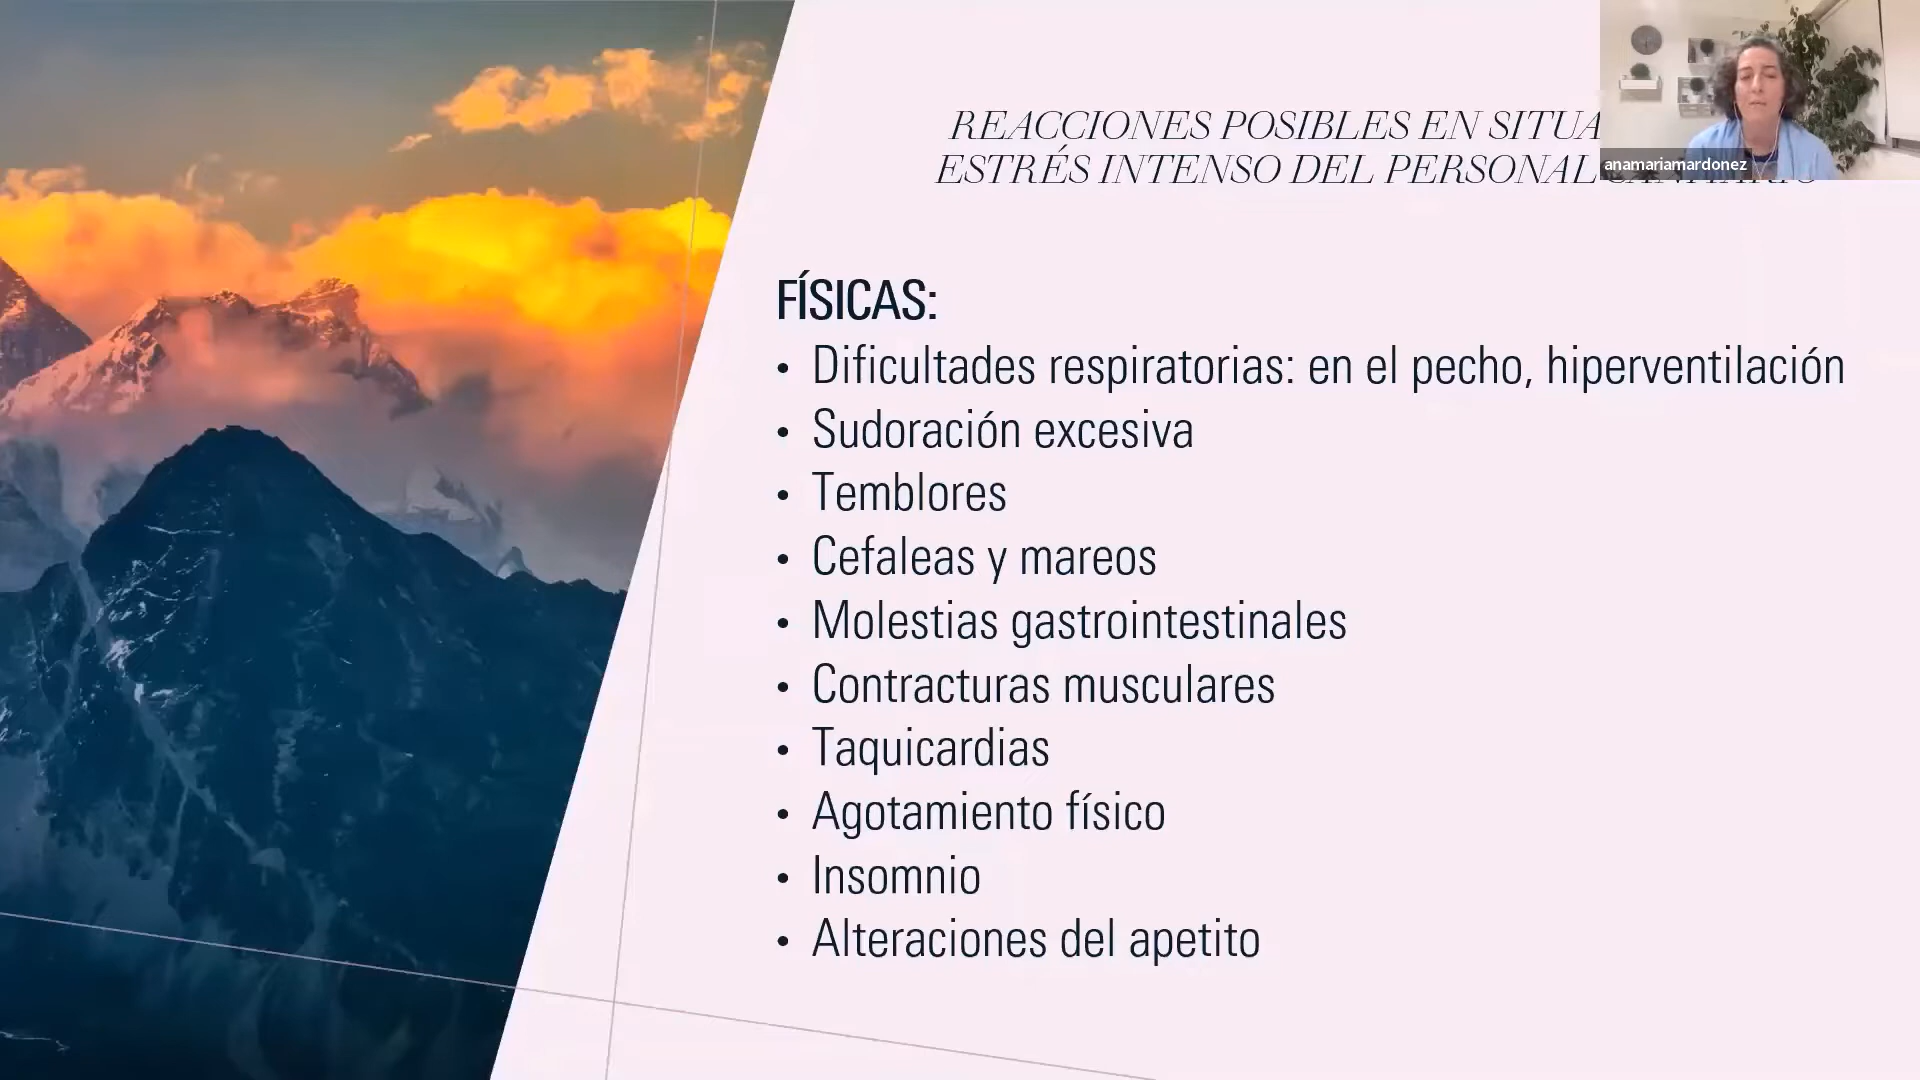 REACCIONES POSIBLES EN SITUA
ESTRÉS INTENSO DEL PERSONAL
anamariamardonez
FÍSICAS:
• Dificultades respiratorias: en el pecho, hiperventilación
• Sudoración excesiva
• Temblores
• Cefaleas y mareos
• Molestias gastrointestinales
• Contracturas musculares
• Taquicardias
• Agotamiento físico
• Insomnio
• Alteraciones del apetito